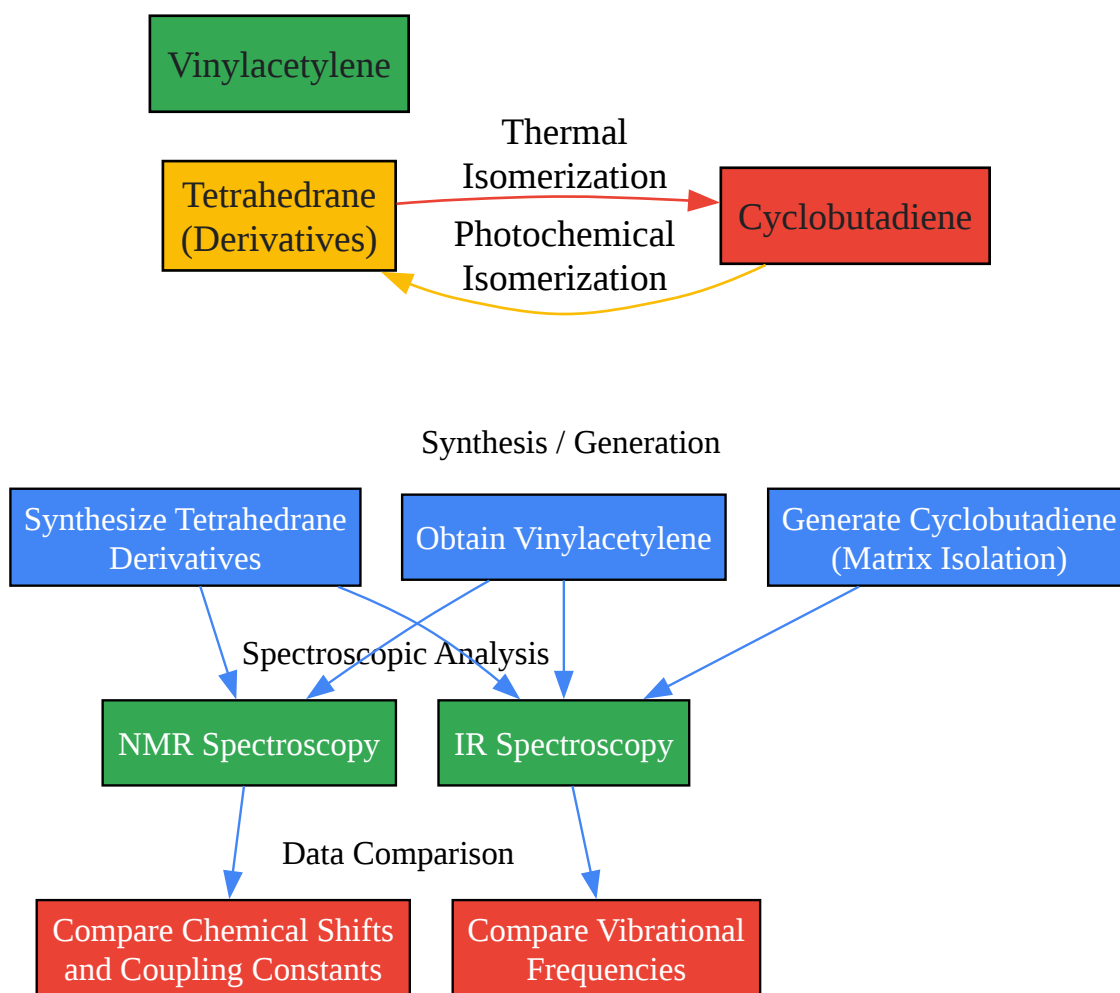 Vinylacetylene
Thermal
Isomerization
Tetrahedrane
(Derivatives)
Cyclobutadiene
Photochemical
Isomerization
Synthesis / Generation
Synthesize Tetrahedrane
Derivatives
Obtain Vinylacetylene
Generate Cyclobutadiene
(Matrix Isolation)
Spectroscopic Analysis
NMR Spectroscopy
IR Spectroscopy
Data Comparison
Compare Chemical Shifts
and Coupling Constants
Compare Vibrational
Frequencies